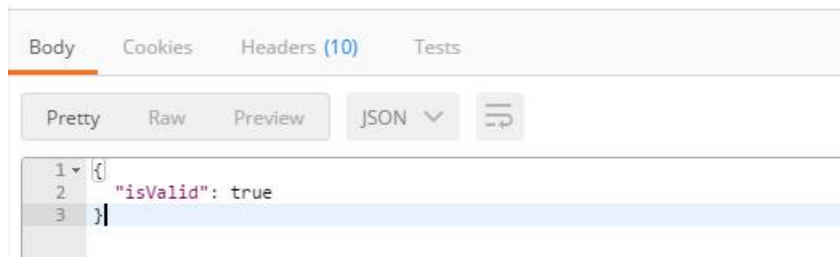 Body Cookies Headers (10) Tests
Pretty Raw Preview JSON
1 {
2 "isValid": true
3 }